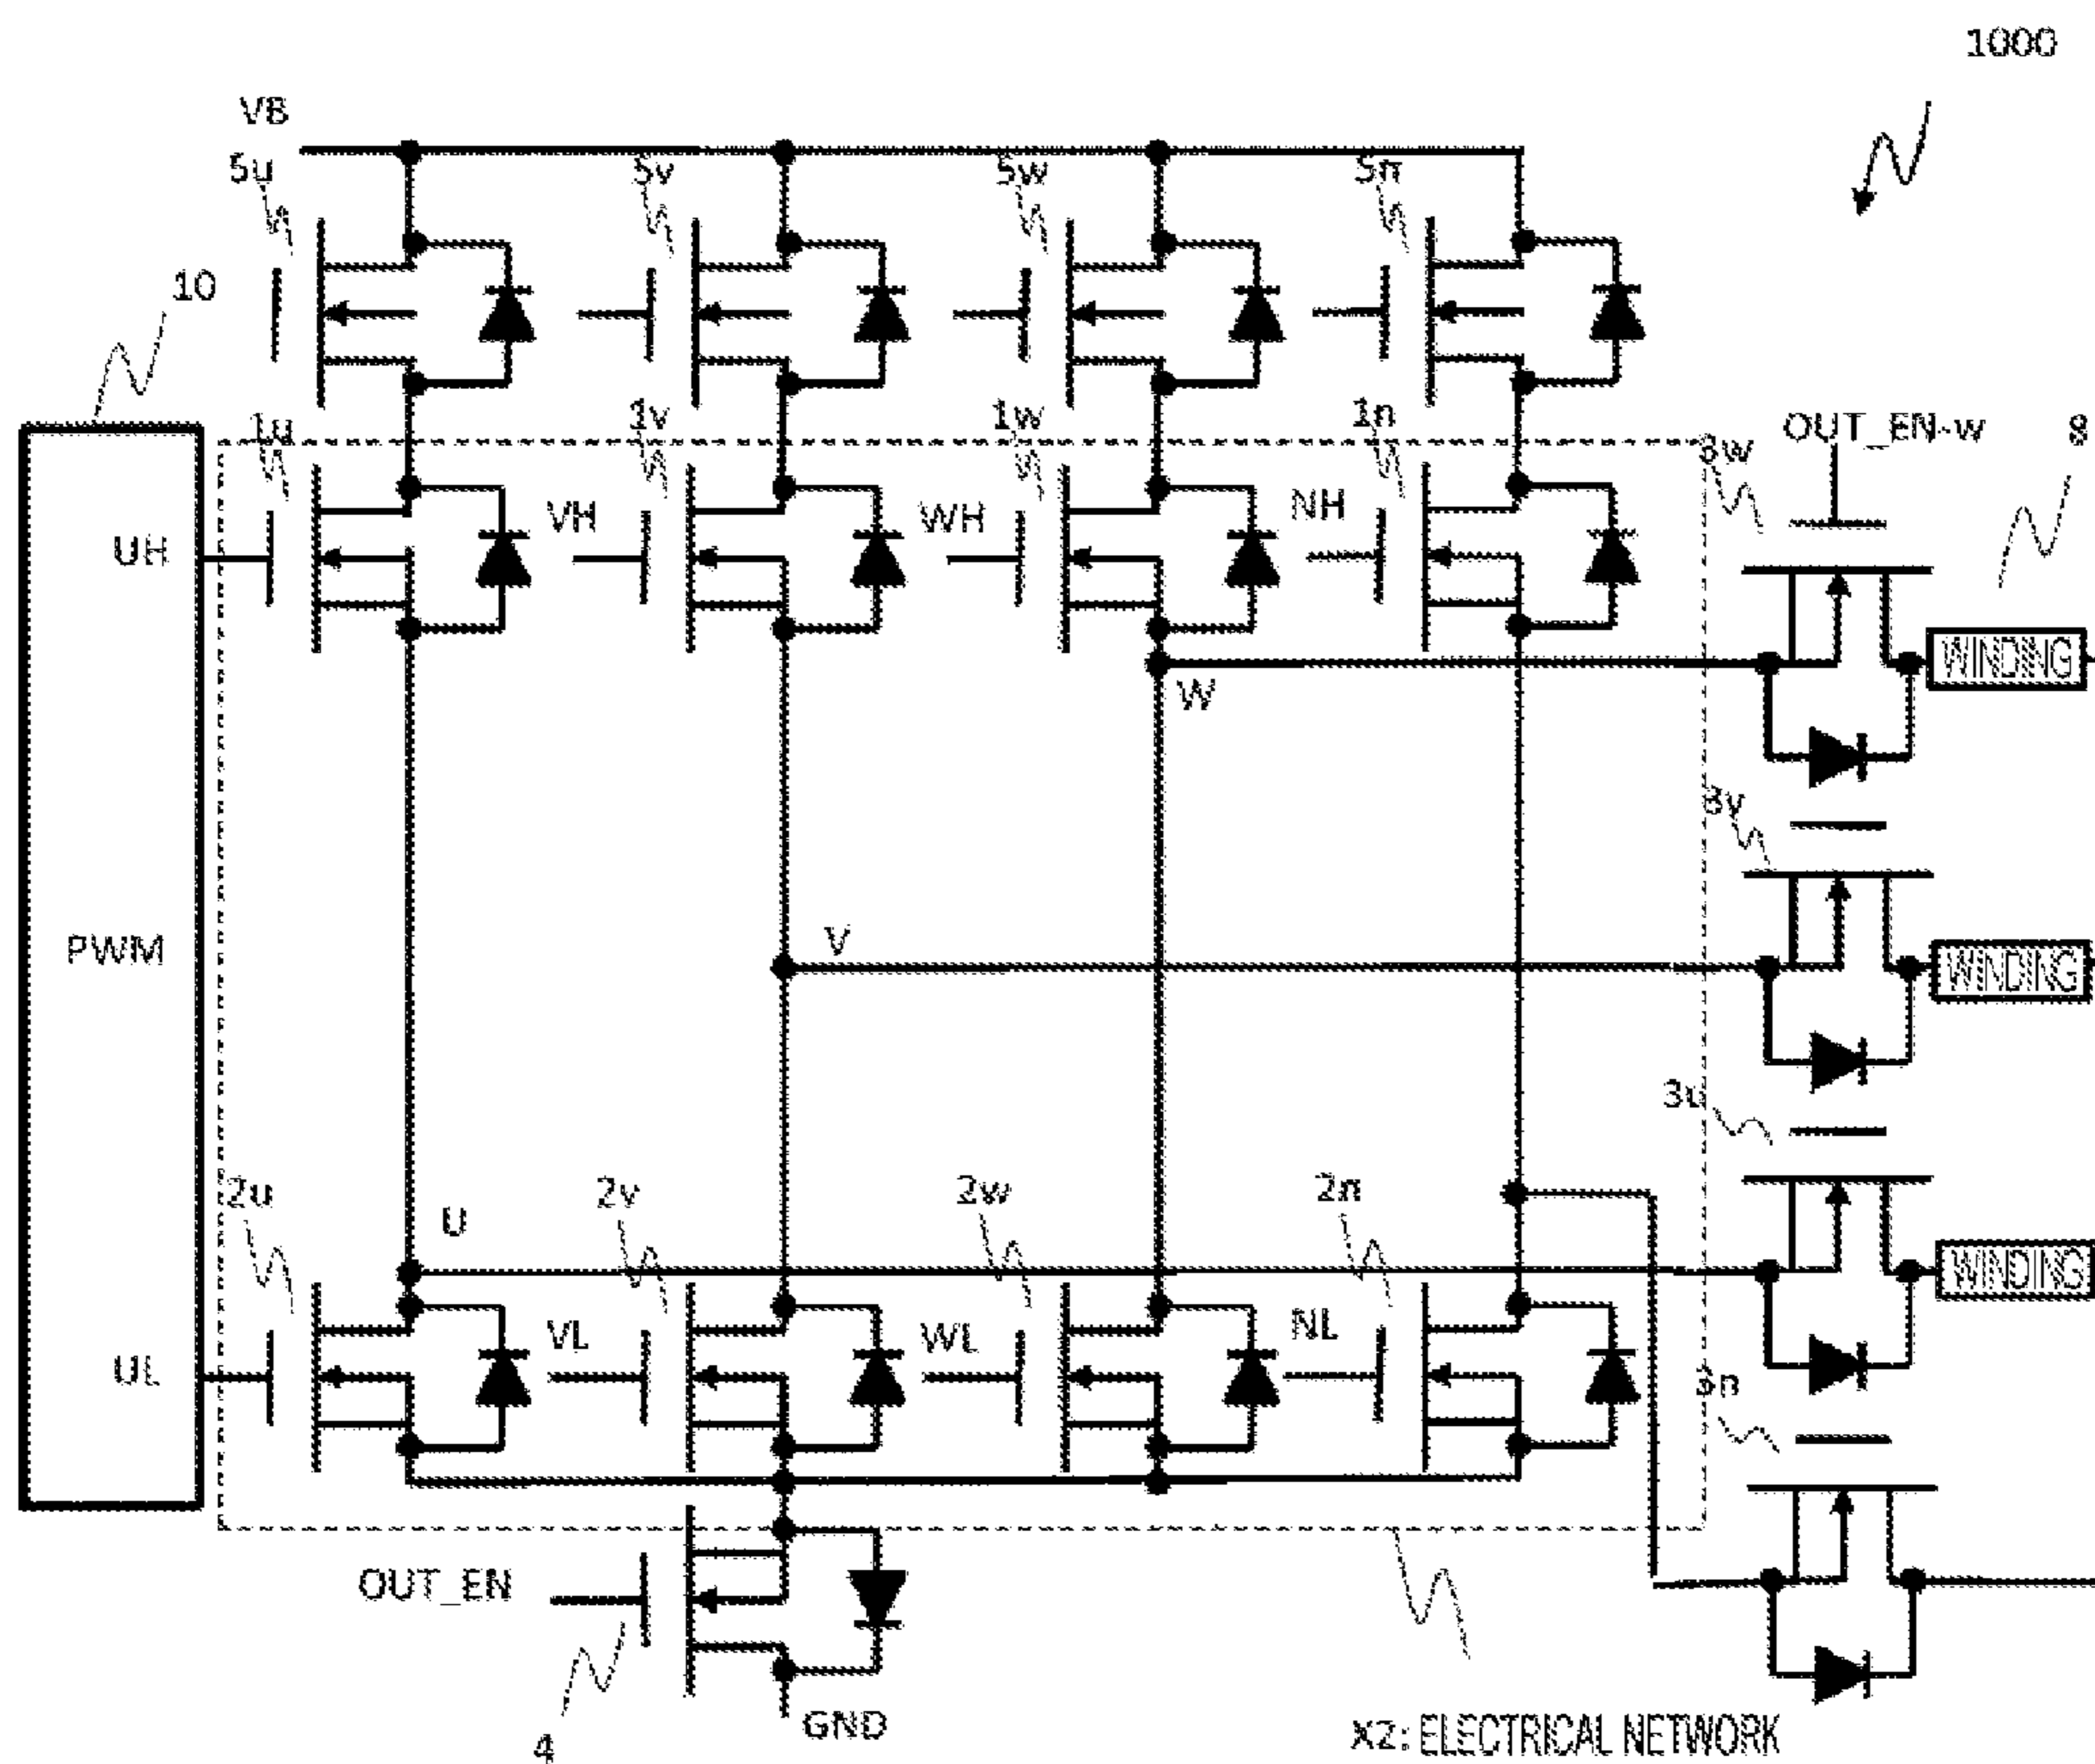 1000
VB
5u 5v 5w 5n
10
1u 1v 1w 1n
OUT_EN-w
8
3w
UH VH WH NH
WINDING
W
3v
PWM
V
WINDING
3u
2u 2v 2w 2n
U
WINDING
UL VL WL NL
3n
OUT_EN
4
GND
X2: ELECTRICAL NETWORK